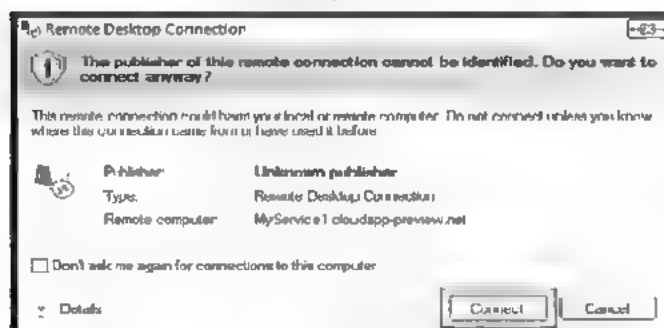 Remote Desktop Connection
The publisher of this remote connection cannot be identified. Do you want to
connect anyway?
This remote connection could harm your local or remote computer. Do not connect unless you know
where this connection came from or have used it before.
Publisher: Unknown publisher
Type: Remote Desktop Connection
Remote computer: MyService1.cloudapp-preview.net
Don't ask me again for connections to this computer
Details Connect Cancel